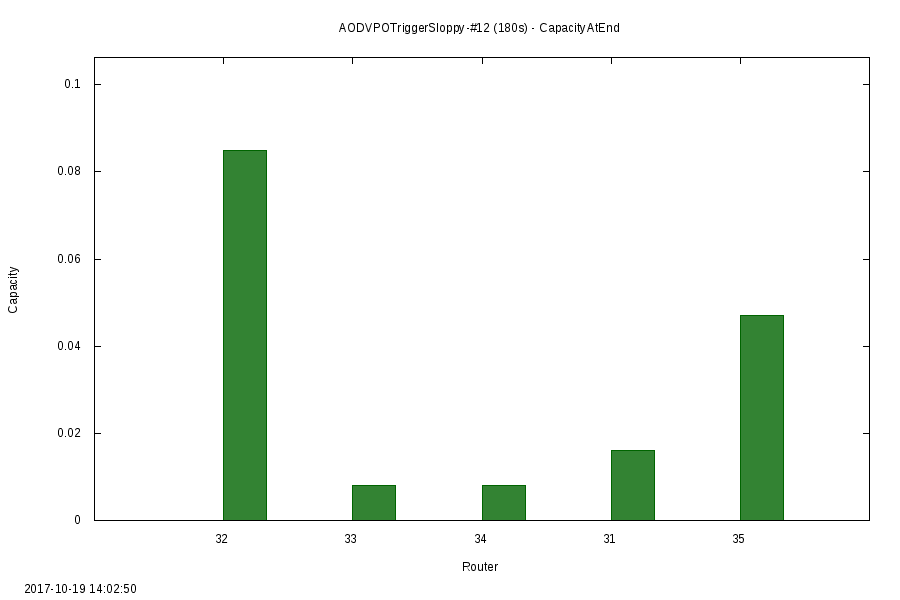 AODVPOTriggerSloppy-#12 (180s) - CapacityAtEnd
0.1
0.08
0.06
0.04
0.02
0
Capacity
32 33 34 31 35
Router
2017-10-19 14:02:50